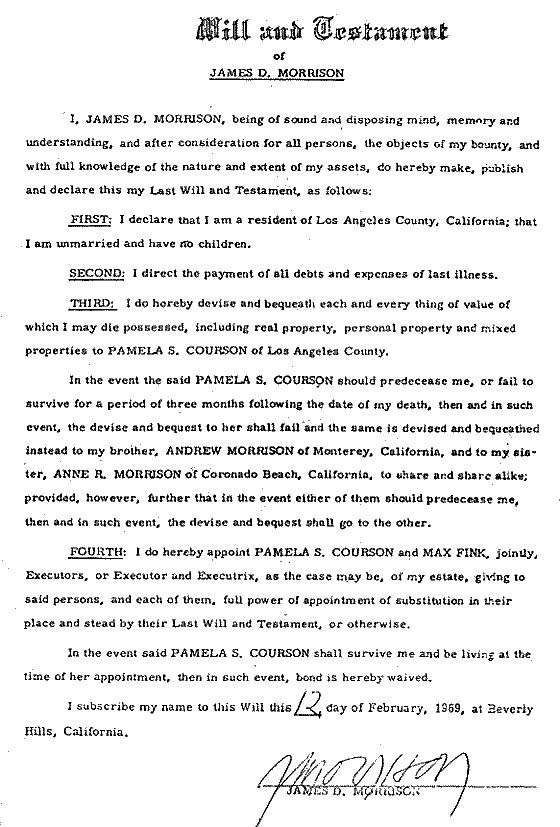 Will and Testament
of
JAMES D. MORRISON
I, JAMES D. MORRISON, being of sound and disposing mind, memory and
understanding, and after consideration for all persons, the objects of my bounty, and
with full knowledge of the nature and extent of my assets, do hereby make, publish
and declare this my Last Will and Testament, as follows:
FIRST: I declare that I am a resident of Los Angeles County, California; that
I am unmarried and have no children.
SECOND: I direct the payment of all debts and expenses of last illness.
THIRD: I do hereby devise and bequeath each and every thing of value of
which I may die possessed, including real property, personal property and mixed
properties to PAMELA S. COURSON of Los Angeles County.
In the event the said PAMELA S. COURSON should predecease me, or fail to
survive for a period of three months following the date of my death, then and in such
event, the devise and bequest to her shall fail and the same is devised and bequeathed
instead to my brother, ANDREW MORRISON of Monterey, California, and to my sis-
ter, ANNE R. MORRISON of Coronado Beach, California, to share and share alike;
provided, however, further that in the event either of them should predecease me,
then and in such event, the devise and bequest shall go to the other.
FOURTH: I do hereby appoint PAMELA S. COURSON and MAX FINK, jointly,
Executors, or Executor and Executrix, as the case may be, of my estate, giving to
said persons, and each of them, full power of appointment of substitution in their
place and stead by their Last Will and Testament, or otherwise.
In the event said PAMELA S. COURSON shall survive me and be living at the
time of her appointment, then in such event, bond is hereby waived.
I subscribe my name to this Will this 12 day of February, 1969, at Beverly
Hills, California.
JMorrison
JAMES D. MORRISON